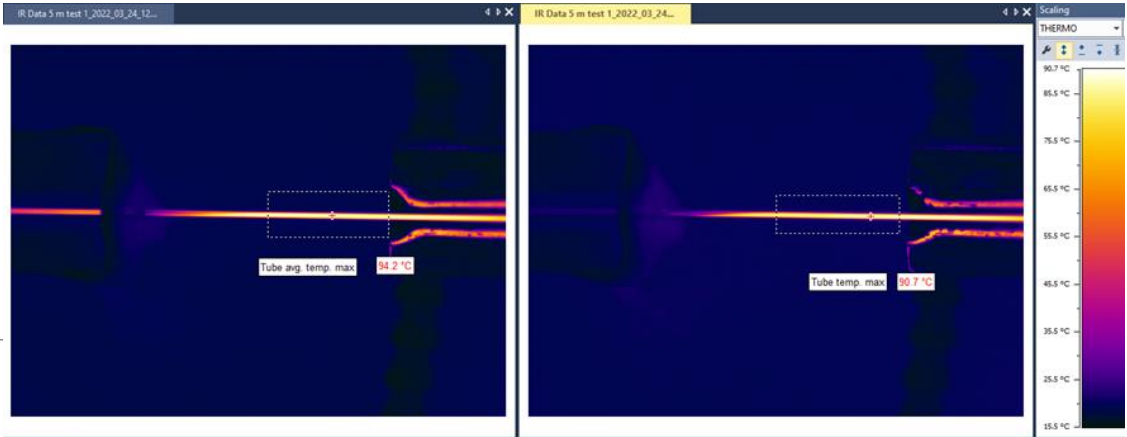 IR Data 5 m test 1_2022_03_24_12...
IR Data 5 m test 1_2022_03_24...
Scaling
THERMO
90.7 °C
85.5 °C
75.5 °C
65.5 °C
55.5 °C
45.5 °C
35.5 °C
25.5 °C
15.5 °C
Tube avg. temp. max
94.2 °C
Tube temp. max
90.7 °C